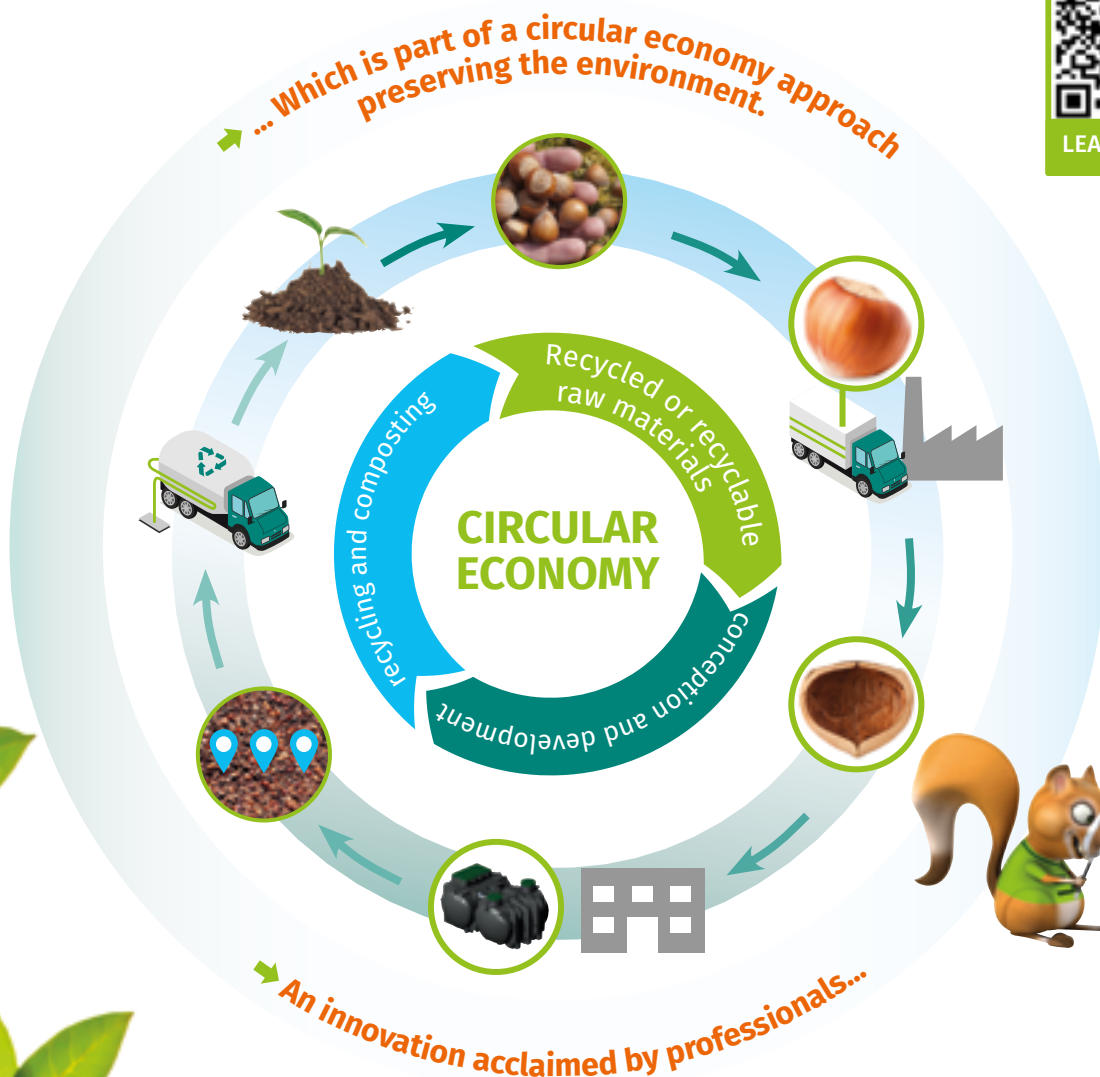 ... Which is part of a circular economy approach
preserving the environment.
LEA
Recycled or recyclable
raw materials
recycling and composting
CIRCULAR
ECONOMY
conception and development
An innovation acclaimed by professionals...